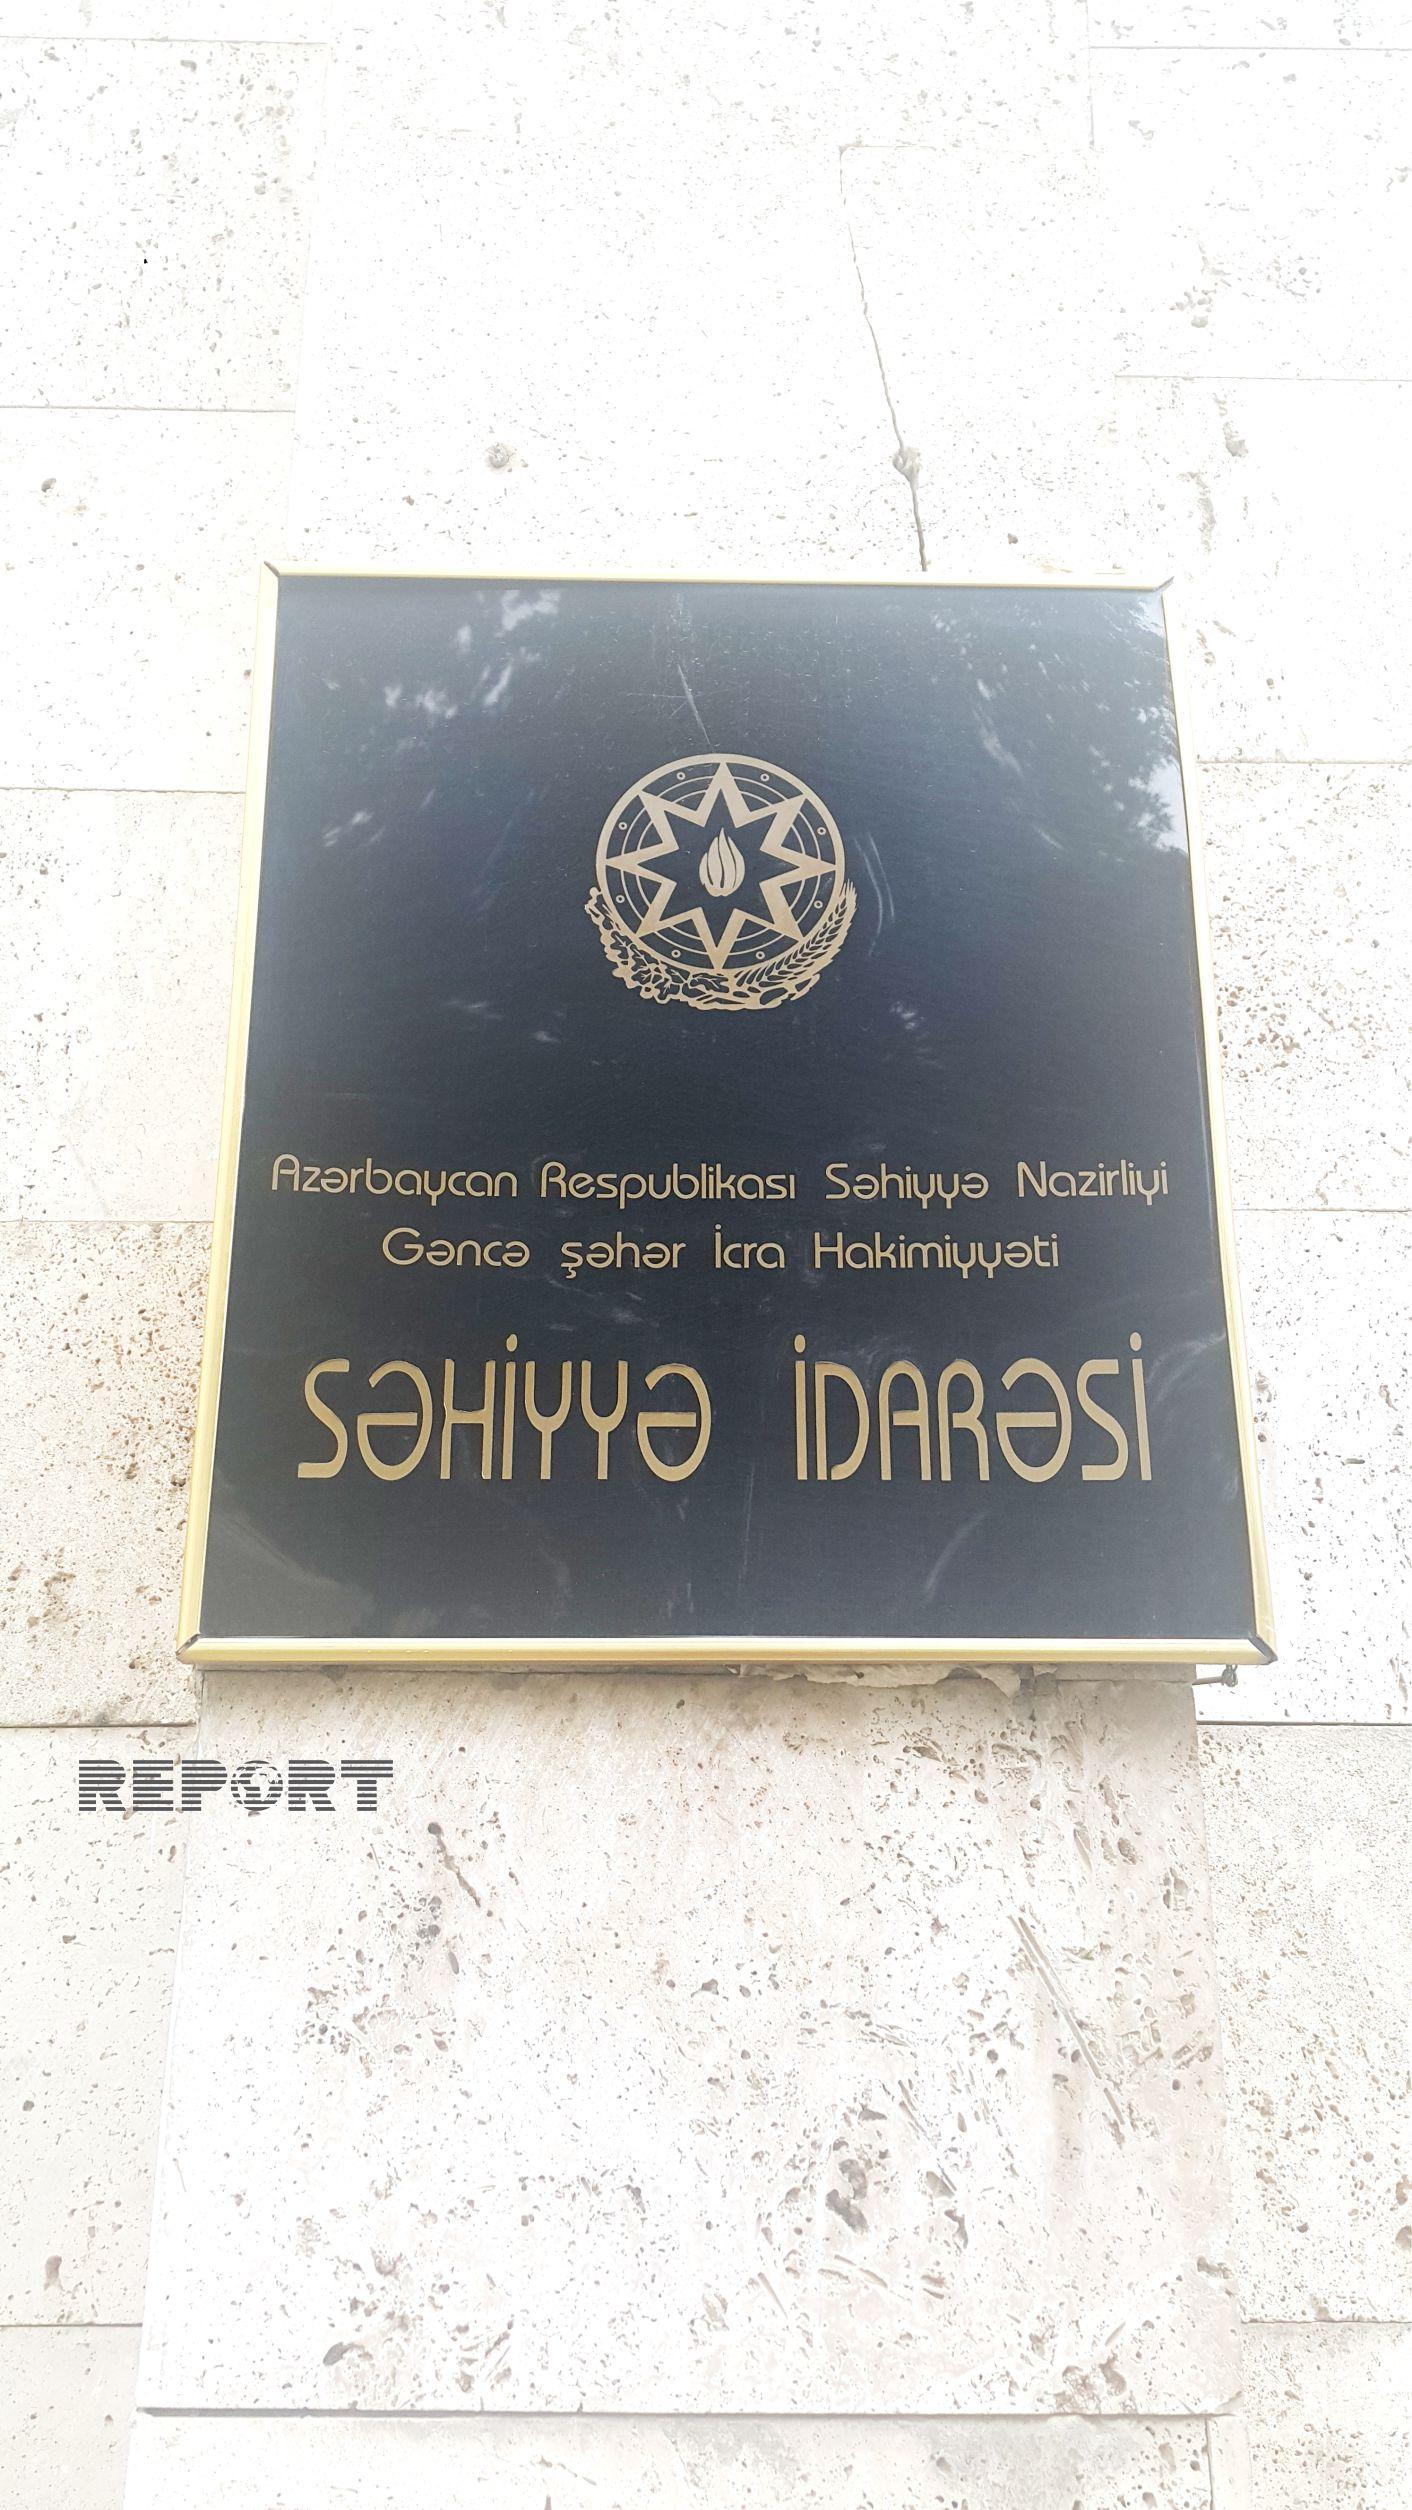 Azərbaycan Respublikası Səhiyyə Nazirliyi
Gəncə şəhər İcra Hakimiyyəti
SƏHİYYƏ İDARƏSİ
REPORT